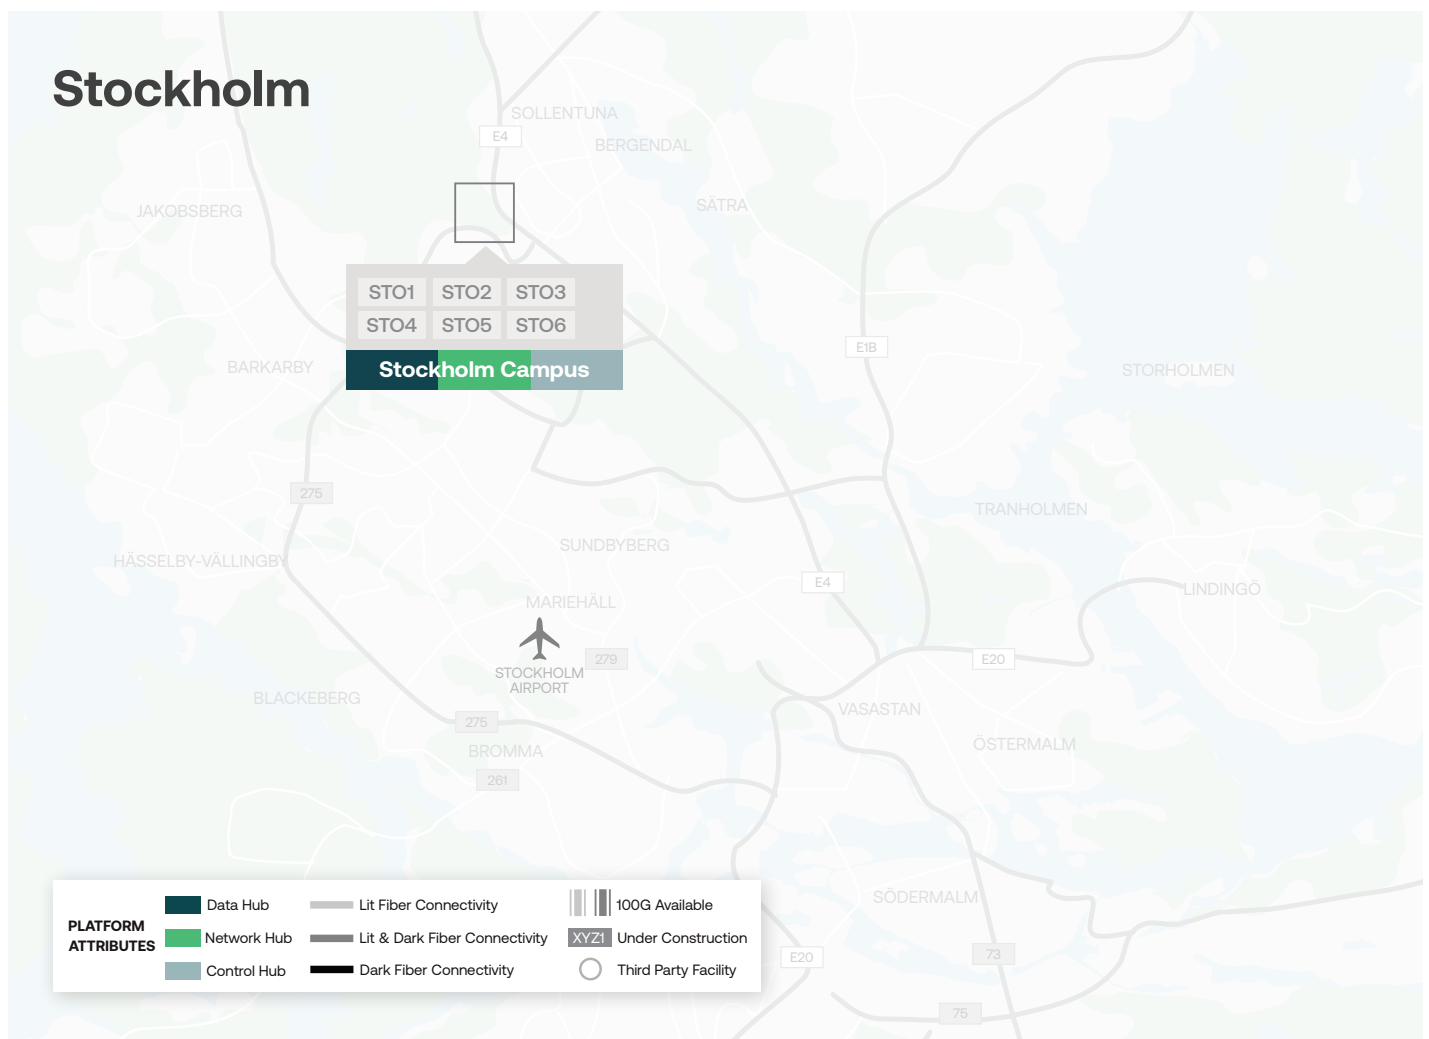 Stockholm
SOLLENTUNA
E4
BERGENDAL
JAKOBSBERG
SÄTRA
STO1 STO2 STO3
STO4 STO5 STO6
Stockholm Campus
E1B
BARKARBY
STORHOLMEN
275
TRANHOLMEN
SUNDBYBERG
HÄSSELBY-VÄLLINGBY
E4
LINDINGÖ
MARIEHÄLL
279
E20
STOCKHOLM
AIRPORT
BLACKEBERG
VASASTAN
275
ÖSTERMALM
BROMMA
261
SÖDERMALM
E20
73
75
PLATFORM
ATTRIBUTES
Data Hub
Network Hub
Control Hub
Lit Fiber Connectivity
Lit & Dark Fiber Connectivity
Dark Fiber Connectivity
100G Available
XYZ1 Under Construction
Third Party Facility